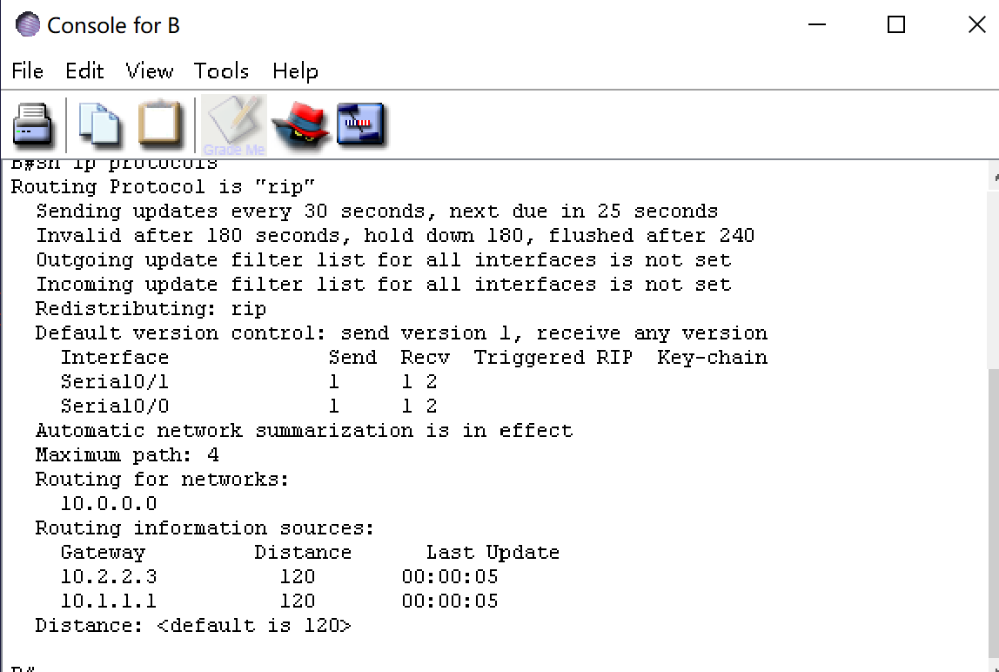 Console for B
File Edit View Tools Help
Grade Me
B#sh ip protocols
Routing Protocol is "rip"
Sending updates every 30 seconds, next due in 25 seconds
Invalid after 180 seconds, hold down 180, flushed after 240
Outgoing update filter list for all interfaces is not set
Incoming update filter list for all interfaces is not set
Redistributing: rip
Default version control: send version 1, receive any version
Interface Send Recv Triggered RIP Key-chain
Serial0/1 1 1 2
Serial0/0 1 1 2
Automatic network summarization is in effect
Maximum path: 4
Routing for networks:
10.0.0.0
Routing information sources:
Gateway Distance Last Update
10.2.2.3 120 00:00:05
10.1.1.1 120 00:00:05
Distance: <default is 120>
B#